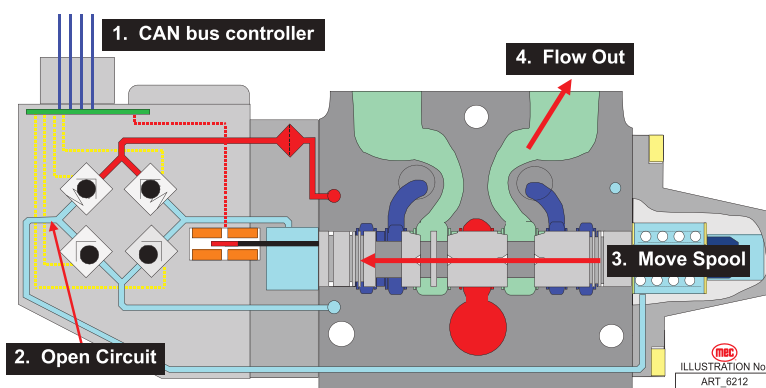 1. CAN bus controller
4. Flow Out
3. Move Spool
2. Open Circuit
mec
ILLUSTRATION No
ART_6212